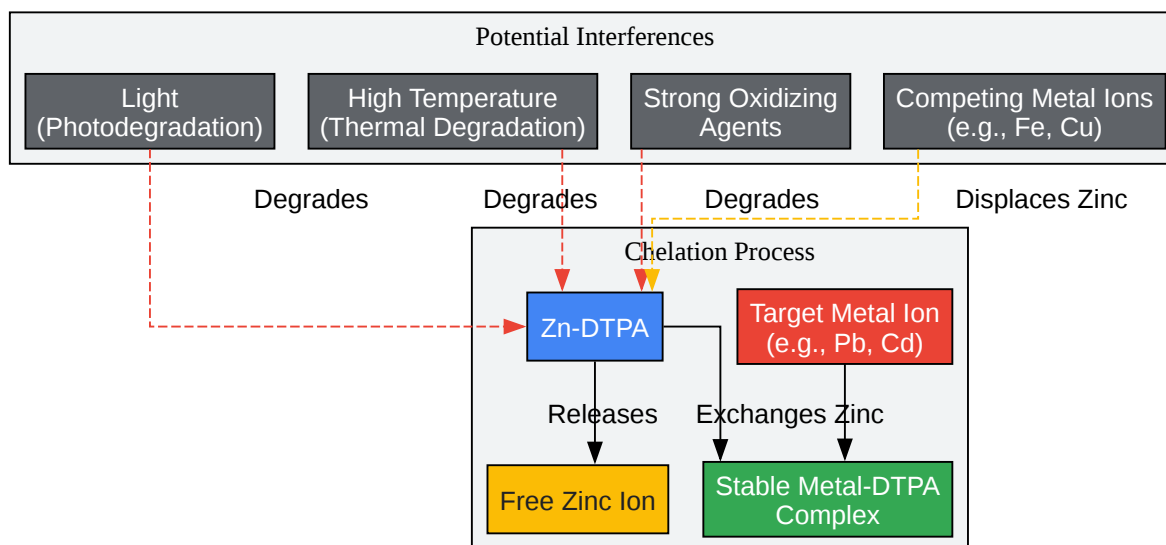 Potential Interferences
Light
(Photodegradation)
High Temperature
(Thermal Degradation)
Strong Oxidizing
Agents
Competing Metal Ions
(e.g., Fe, Cu)
Degrades
Degrades
Degrades
Displaces Zinc
Chelation Process
Zn-DTPA
Target Metal Ion
(e.g., Pb, Cd)
Releases
Exchanges Zinc
Free Zinc Ion
Stable Metal-DTPA
Complex